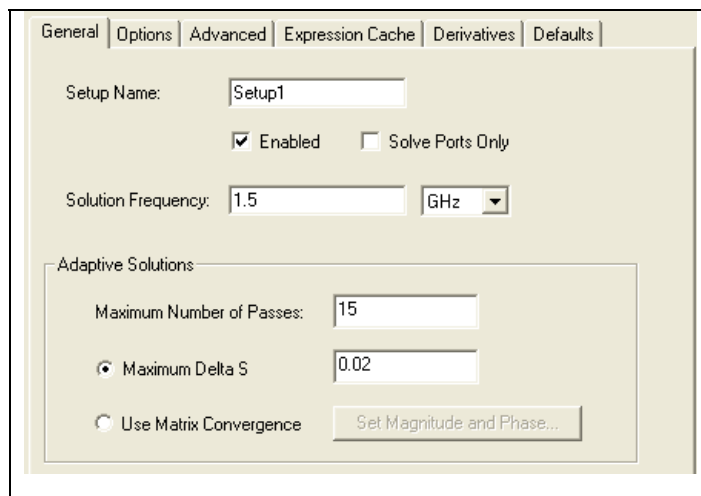 General Options Advanced Expression Cache Derivatives Defaults
Setup Name: Setup1
Enabled Solve Ports Only
Solution Frequency: 1.5 GHz
Adaptive Solutions
Maximum Number of Passes: 15
Maximum Delta S 0.02
Use Matrix Convergence Set Magnitude and Phase...